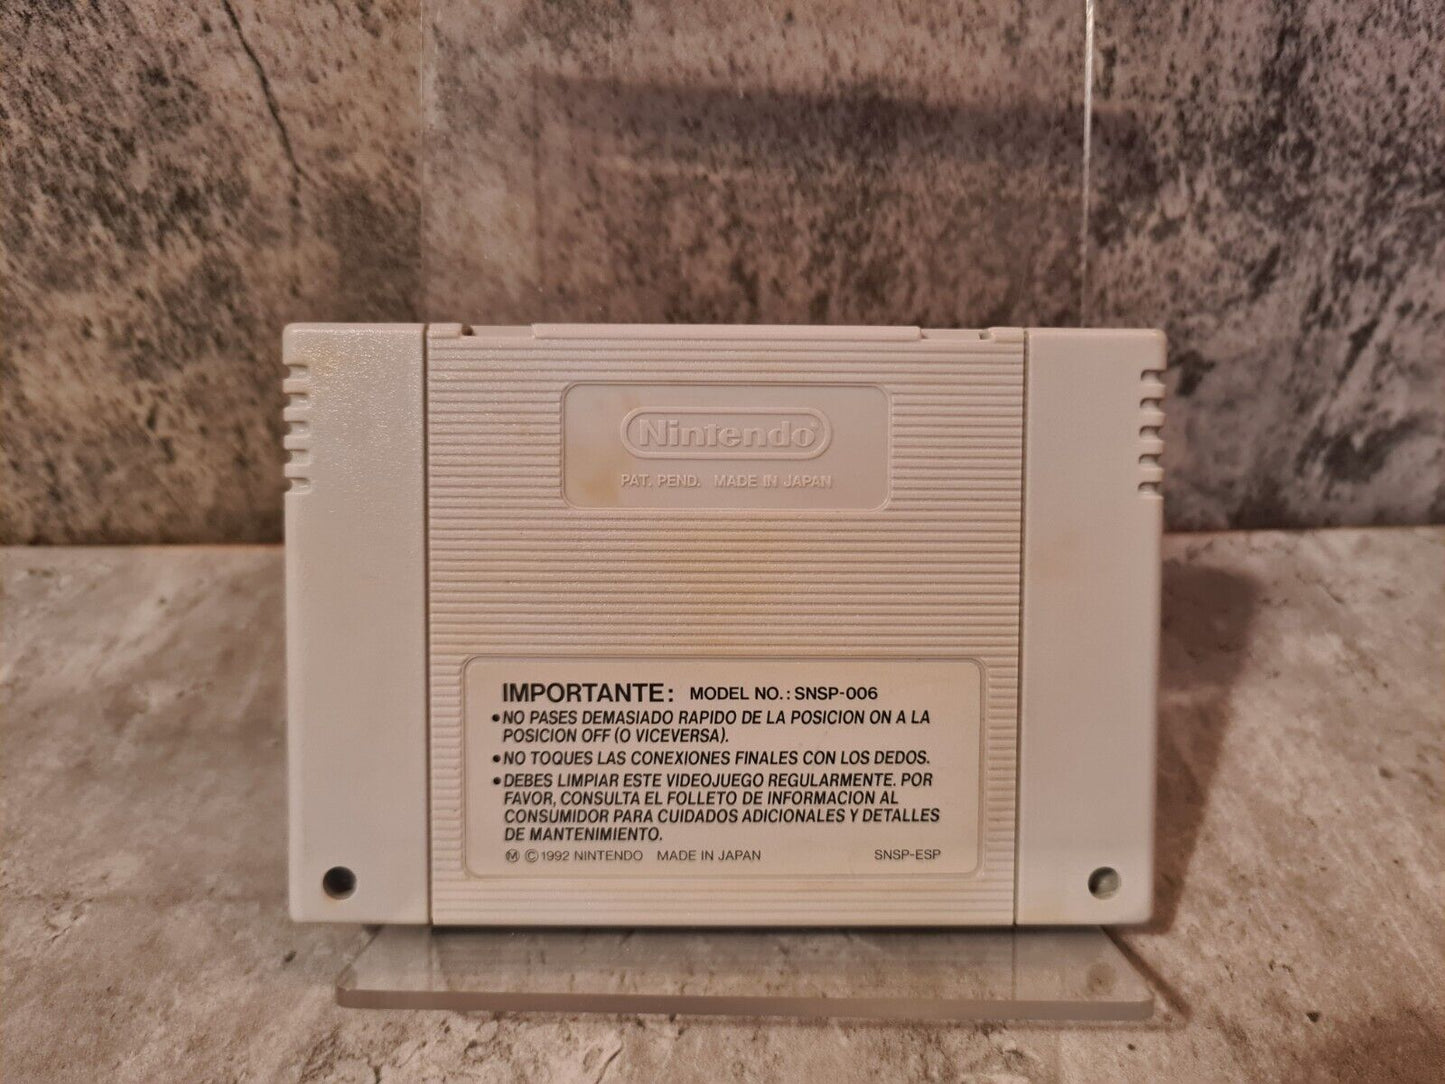 Nintendo
PAT. PEND. MADE IN JAPAN
IMPORTANTE: MODEL NO.: SNSP-006
•NO PASES DEMASIADO RAPIDO DE LA POSICION ON A LA
POSICION OFF (O VICEVERSA).
•NO TOQUES LAS CONEXIONES FINALES CON LOS DEDOS.
•DEBES LIMPIAR ESTE VIDEOJUEGO REGULARMENTE. POR
FAVOR, CONSULTA EL FOLLETO DE INFORMACION AL
CONSUMIDOR PARA CUIDADOS ADICIONALES Y DETALLES
DE MANTENIMIENTO.
Ⓜ © 1992 NINTENDO MADE IN JAPAN SNSP-ESP